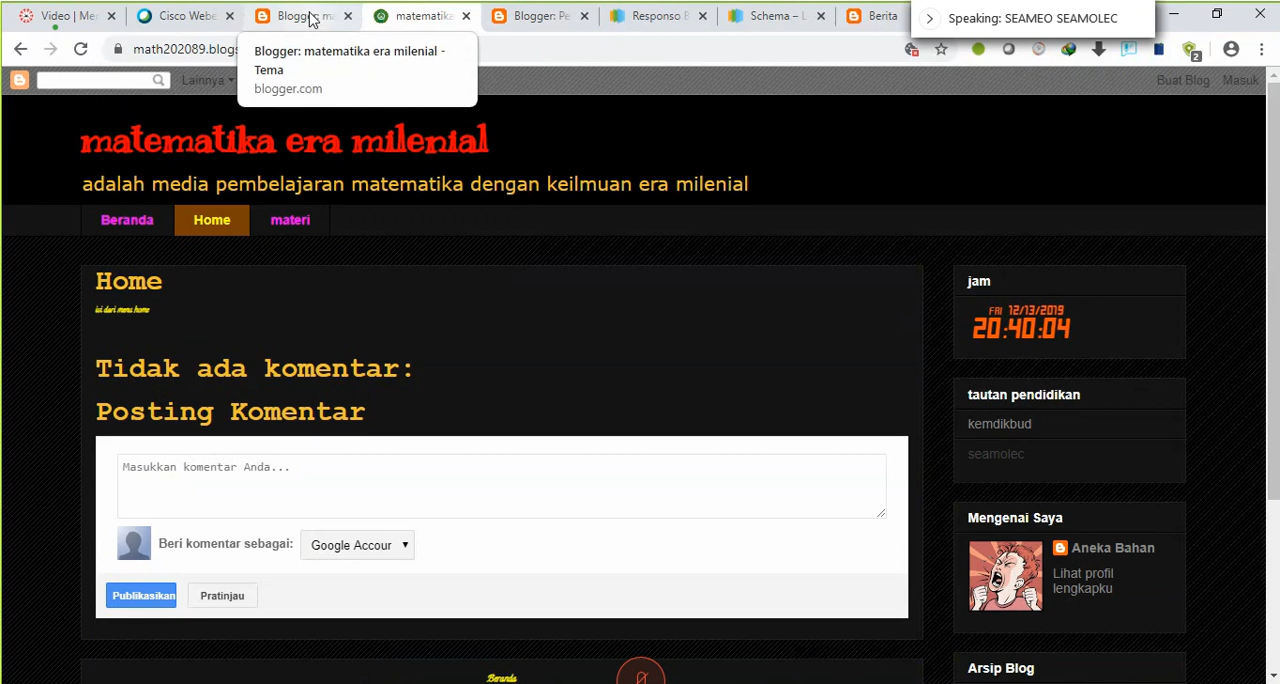 Video | Me
Cisco Webe
Blogger: ma
matematika
Blogger: Pe
Responso B
Schema – L
Berita
Speaking: SEAMEO SEAMOLEC
math202089.blogs
Blogger: matematika era milenial -
Tema
blogger.com
2
Lainnya
Buat Blog
Masuk
matematika era milenial
adalah media pembelajaran matematika dengan keilmuan era milenial
Beranda
Home
materi
Home
isi dari menu home
Tidak ada komentar:
Posting Komentar
Masukkan komentar Anda...
Beri komentar sebagai:
Google Accour
Publikasikan
Pratinjau
Beranda
jam
FRI 12/13/2019
20:40:04
tautan pendidikan
kemdikbud
seamolec
Mengenai Saya
Aneka Bahan
Lihat profil
lengkapku
Arsip Blog